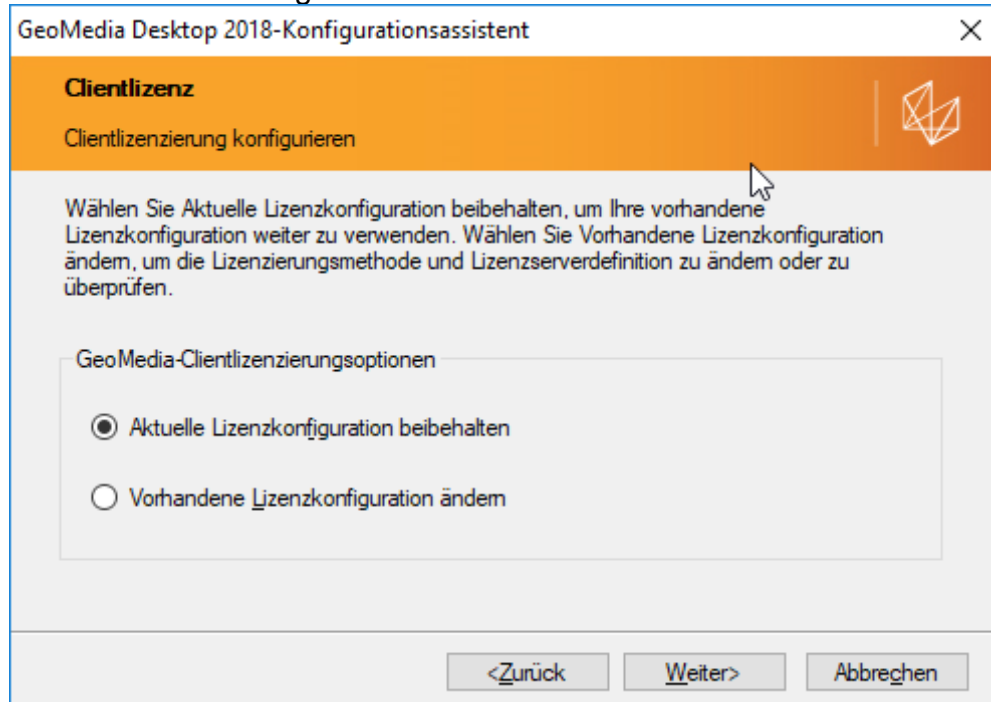 GeoMedia Desktop 2018-Konfigurationsassistent
Clientlizenz
Clientlizenzierung konfigurieren
Wählen Sie Aktuelle Lizenzkonfiguration beibehalten, um Ihre vorhandene
Lizenzkonfiguration weiter zu verwenden. Wählen Sie Vorhandene Lizenzkonfiguration
ändern, um die Lizenzierungsmethode und Lizenzserverdefinition zu ändern oder zu
überprüfen.
GeoMedia-Clientlizenzierungsoptionen
Aktuelle Lizenzkonfiguration beibehalten
Vorhandene Lizenzkonfiguration ändern
<Zurück Weiter> Abbrechen